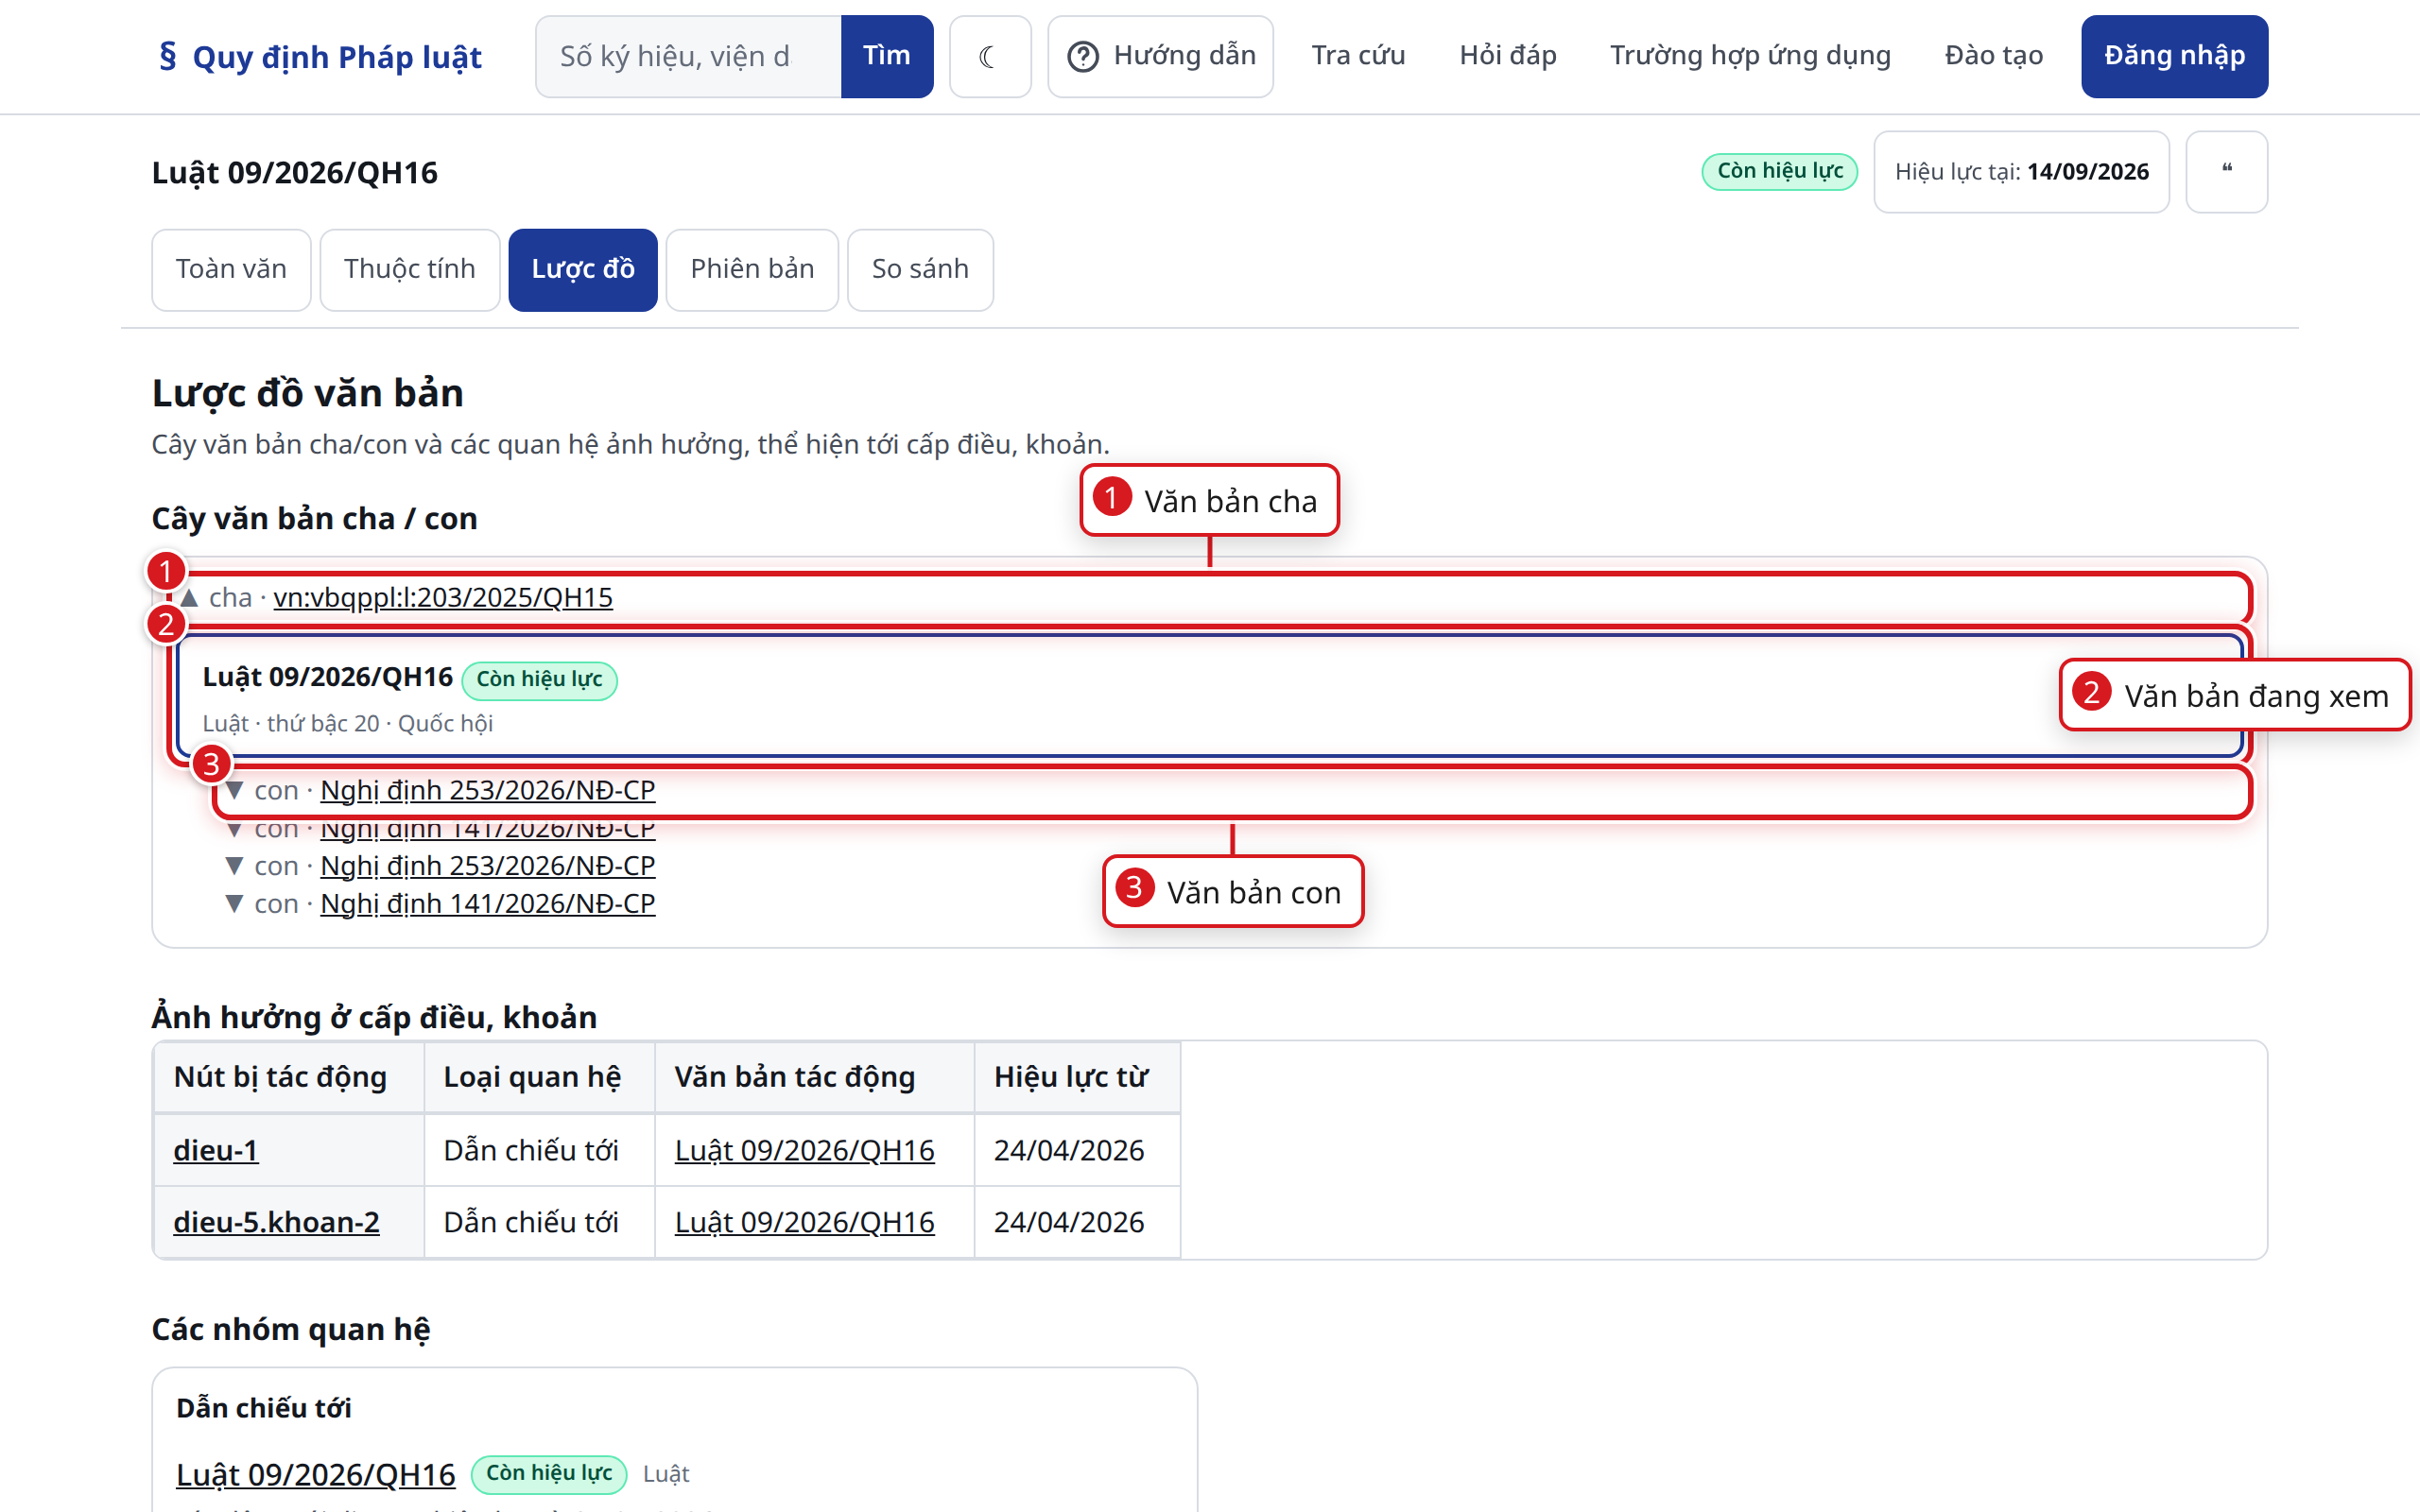 § Quy định Pháp luật
Số ký hiệu, viện d
Tìm
Hướng dẫn
Tra cứu
Hỏi đáp
Trường hợp ứng dụng
Đào tạo
Đăng nhập
Luật 09/2026/QH16
Còn hiệu lực
Hiệu lực tại: 14/09/2026
❝
Toàn văn
Thuộc tính
Lược đồ
Phiên bản
So sánh
Lược đồ văn bản
Cây văn bản cha/con và các quan hệ ảnh hưởng, thể hiện tới cấp điều, khoản.
1 Văn bản cha
Cây văn bản cha / con
1
▲ cha · vn:vbqppl:l:203/2025/QH15
2
Luật 09/2026/QH16 Còn hiệu lực
Luật · thứ bậc 20 · Quốc hội
2 Văn bản đang xem
3
▼ con · Nghị định 253/2026/NĐ-CP
▼ con · Nghị định 141/2026/NĐ-CP
▼ con · Nghị định 253/2026/NĐ-CP
▼ con · Nghị định 141/2026/NĐ-CP
3 Văn bản con
Ảnh hưởng ở cấp điều, khoản
Nút bị tác động Loại quan hệ Văn bản tác động Hiệu lực từ
dieu-1 Dẫn chiếu tới Luật 09/2026/QH16 24/04/2026
dieu-5.khoan-2 Dẫn chiếu tới Luật 09/2026/QH16 24/04/2026
Các nhóm quan hệ
Dẫn chiếu tới
Luật 09/2026/QH16 Còn hiệu lực Luật